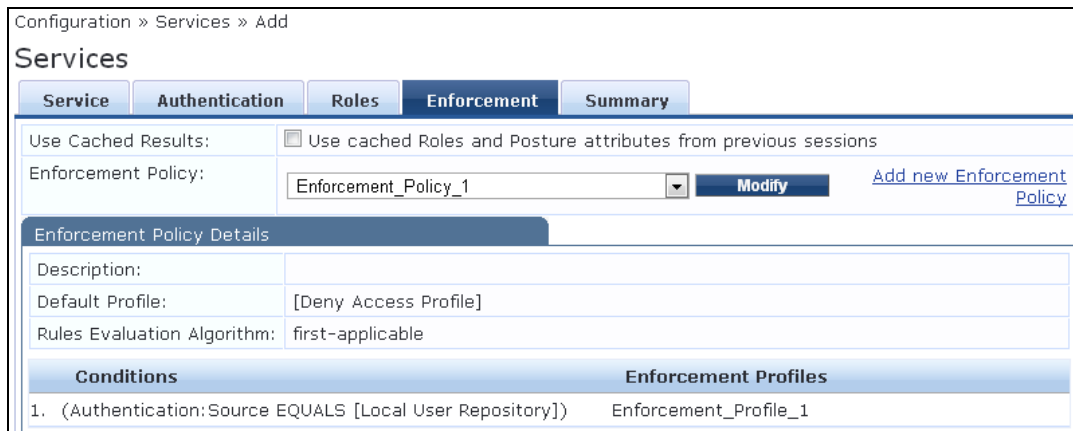 Configuration » Services » Add
Services
Service Authentication Roles Enforcement Summary
Use Cached Results: Use cached Roles and Posture attributes from previous sessions
Enforcement Policy: Enforcement_Policy_1 Modify Add new Enforcement
Policy
Enforcement Policy Details
Description:
Default Profile: [Deny Access Profile]
Rules Evaluation Algorithm: first-applicable
Conditions Enforcement Profiles
1. (Authentication:Source EQUALS [Local User Repository]) Enforcement_Profile_1